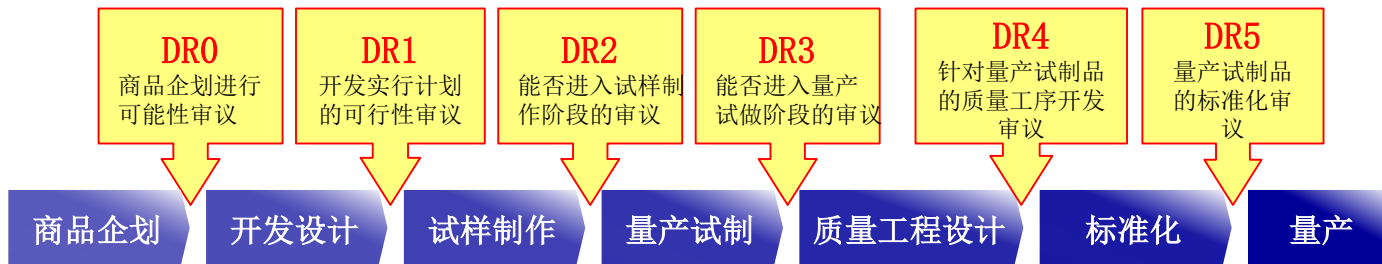 DR0
商品企划进行
可能性审议
DR1
开发实行计划
的可行性审议
DR2
能否进入试样制
作阶段的审议
DR3
能否进入量产
试做阶段的审议
DR4
针对量产试制品
的质量工序开发
审议
DR5
量产试制品
的标准化审
议
商品企划
开发设计
试样制作
量产试制
质量工程设计
标准化
量产